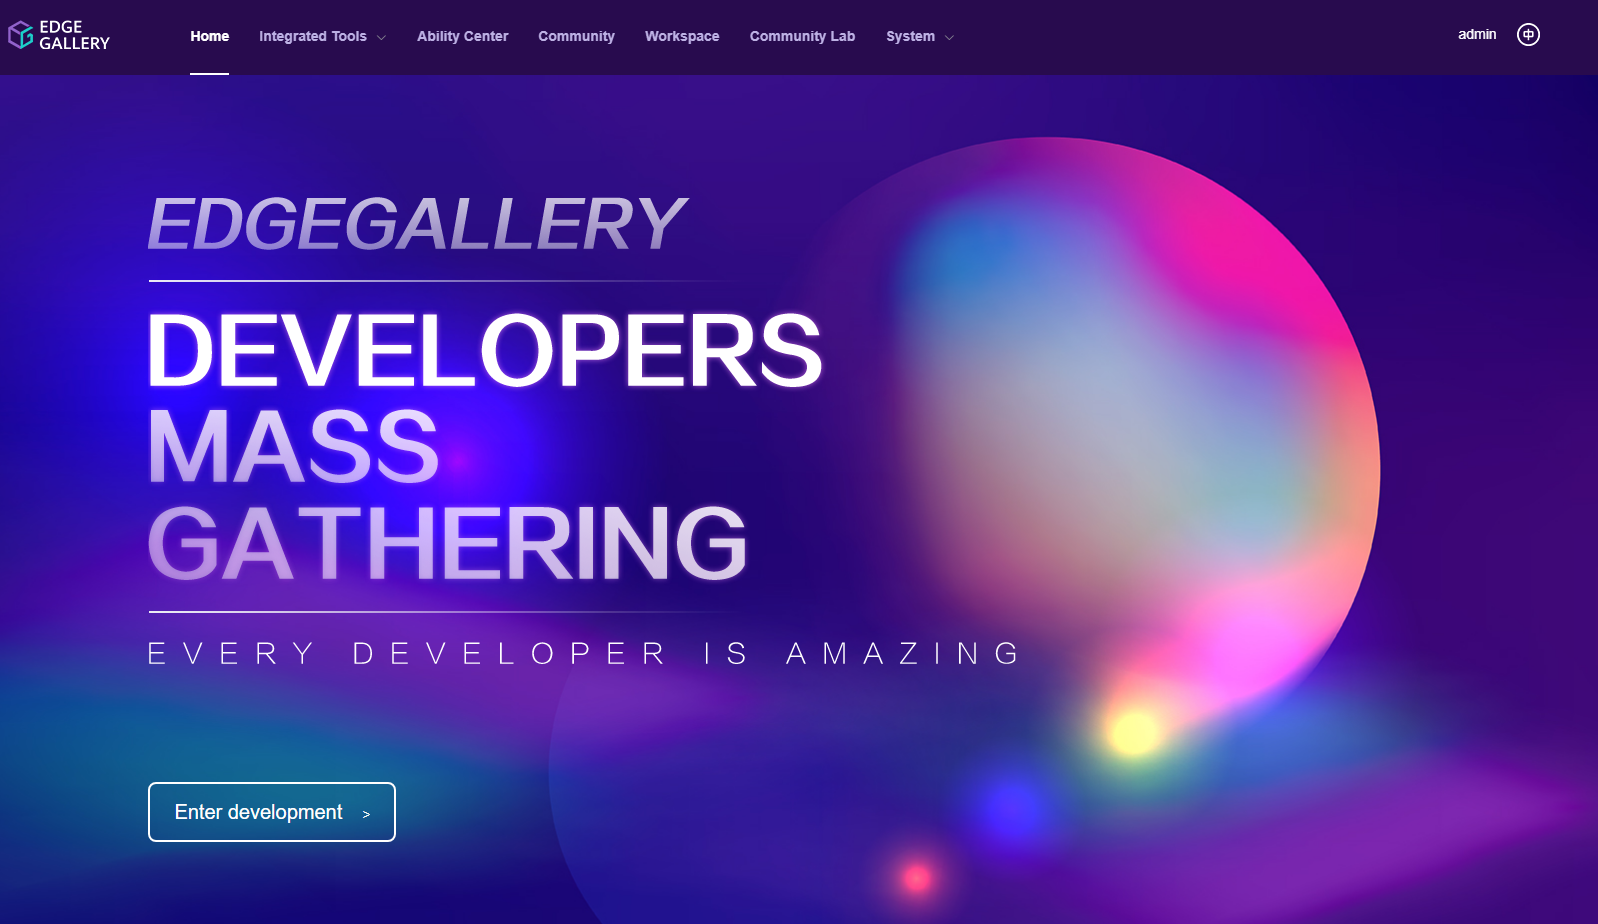 EDGE
GALLERY
Home Integrated Tools Ability Center Community Workspace Community Lab System admin 中
EDGEGALLERY
DEVELOPERS
MASS
GATHERING
EVERY DEVELOPER IS AMAZING
Enter development >